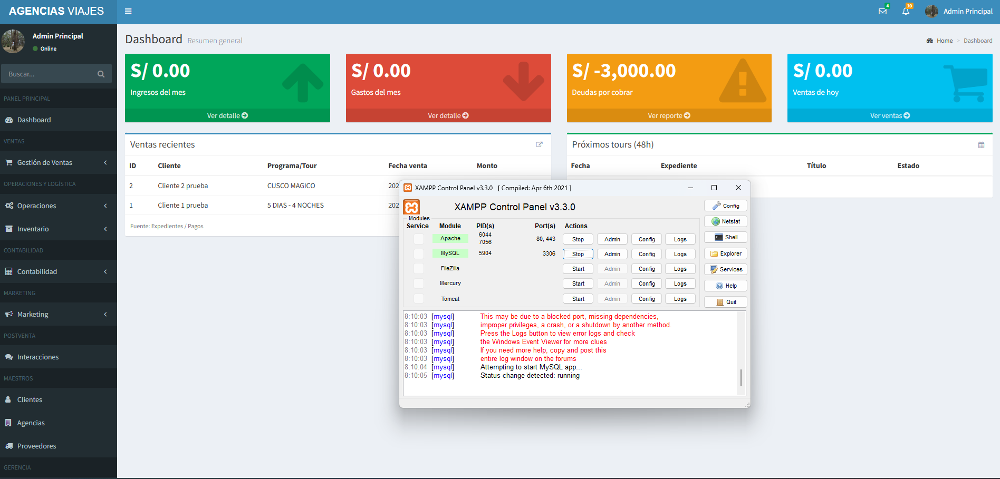 AGENCIAS VIAJES
4
10
Admin Principal
Admin Principal
Online
Buscar...
PANEL PRINCIPAL
Dashboard
VENTAS
Gestión de Ventas
OPERACIONES Y LOGÍSTICA
Operaciones
Inventario
CONTABILIDAD
Contabilidad
MARKETING
Marketing
POSTVENTA
Interacciones
MAESTROS
Clientes
Agencias
Proveedores
GERENCIA
Dashboard Resumen general
Home > Dashboard
S/ 0.00
Ingresos del mes
Ver detalle
S/ 0.00
Gastos del mes
Ver detalle
S/ -3,000.00
Deudas por cobrar
Ver reporte
S/ 0.00
Ventas de hoy
Ver ventas
Ventas recientes
ID Cliente Programa/Tour Fecha venta Monto
2 Cliente 2 prueba CUSCO MAGICO 202
1 Cliente 1 prueba 5 DIAS - 4 NOCHES 202
Fuente: Expedientes / Pagos
Próximos tours (48h)
Fecha Expediente Título Estado
XAMPP Control Panel v3.3.0 [ Compiled: Apr 6th 2021 ]
XAMPP Control Panel v3.3.0
Modules
Service Module PID(s) Port(s) Actions
Apache 6044 7056 80, 443 Stop Admin Config Logs
MySQL 5904 3306 Stop Admin Config Logs
FileZilla Start Admin Config Logs
Mercury Start Admin Config Logs
Tomcat Start Admin Config Logs
Config
Netstat
Shell
Explorer
Services
Help
Quit
8:10:03 [mysql] This may be due to a blocked port, missing dependencies,
8:10:03 [mysql] improper privileges, a crash, or a shutdown by another method.
8:10:03 [mysql] Press the Logs button to view error logs and check
8:10:03 [mysql] the Windows Event Viewer for more clues
8:10:03 [mysql] If you need more help, copy and post this
8:10:03 [mysql] entire log window on the forums
8:10:04 [mysql] Attempting to start MySQL app...
8:10:05 [mysql] Status change detected: running